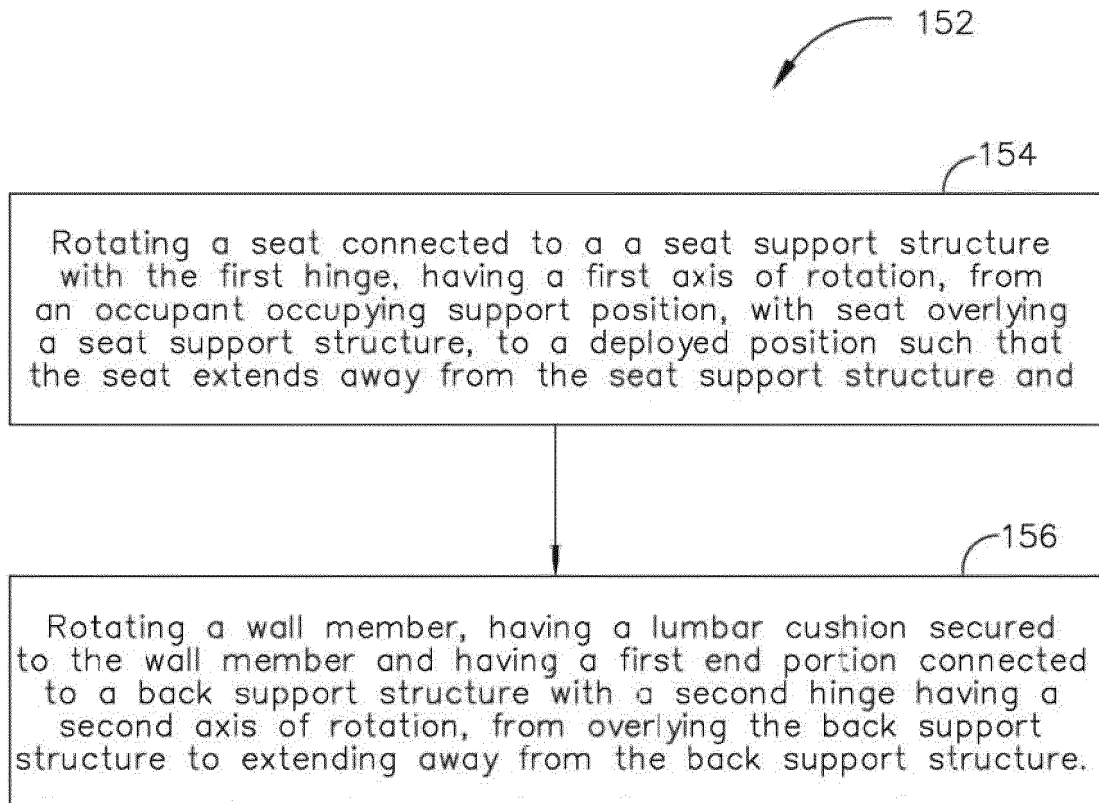 152
154
Rotating a seat connected to a a seat support structure
with the first hinge, having a first axis of rotation, from
an occupant occupying support position, with seat overlying
a seat support structure, to a deployed position such that
the seat extends away from the seat support structure and
156
Rotating a wall member, having a lumbar cushion secured
to the wall member and having a first end portion connected
to a back support structure with a second hinge having a
second axis of rotation, from overlying the back support
structure to extending away from the back support structure.